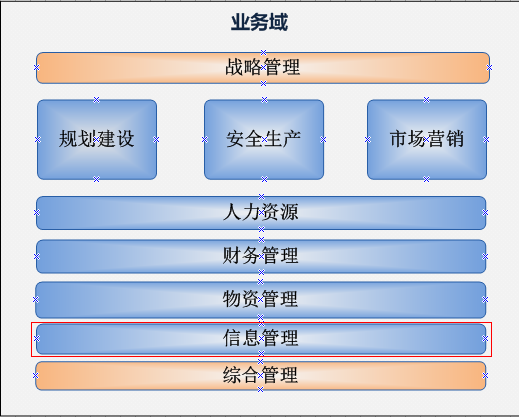 业务域
战略管理
规划建设 安全生产 市场营销
人力资源
财务管理
物资管理
信息管理
综合管理